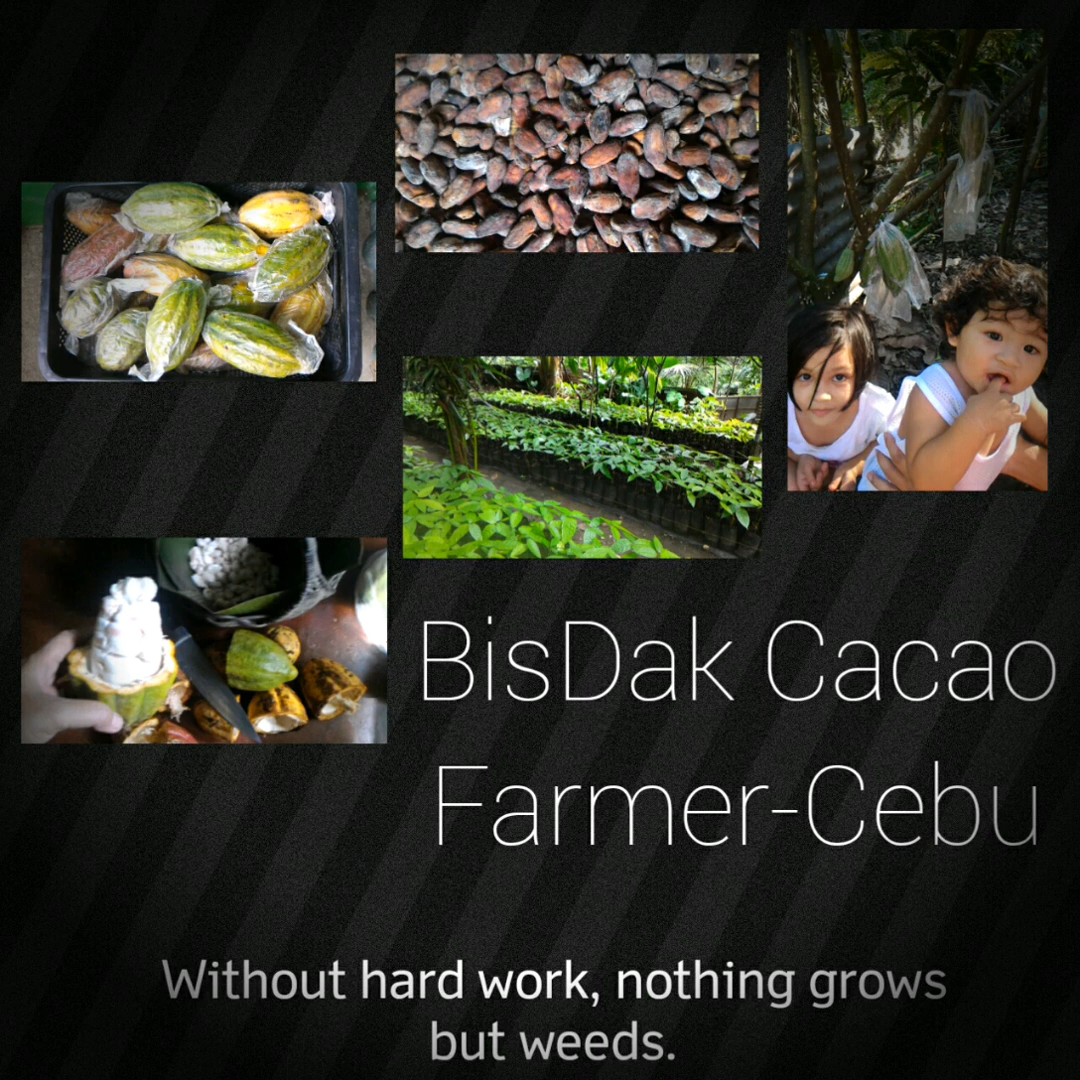 BisDak Cacao
Farmer-Cebu
Without hard work, nothing grows
but weeds.